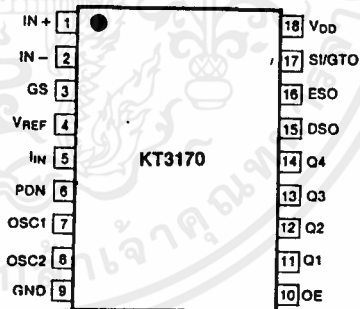 IN + 1
IN – 2
GS 3
VREF 4
IIN 5
PDN 6
OSC1 7
OSC2 8
GND 9
KT3170
18 VDD
17 SI/GTO
16 ESO
15 DSO
14 Q4
13 Q3
12 Q2
11 Q1
10 OE